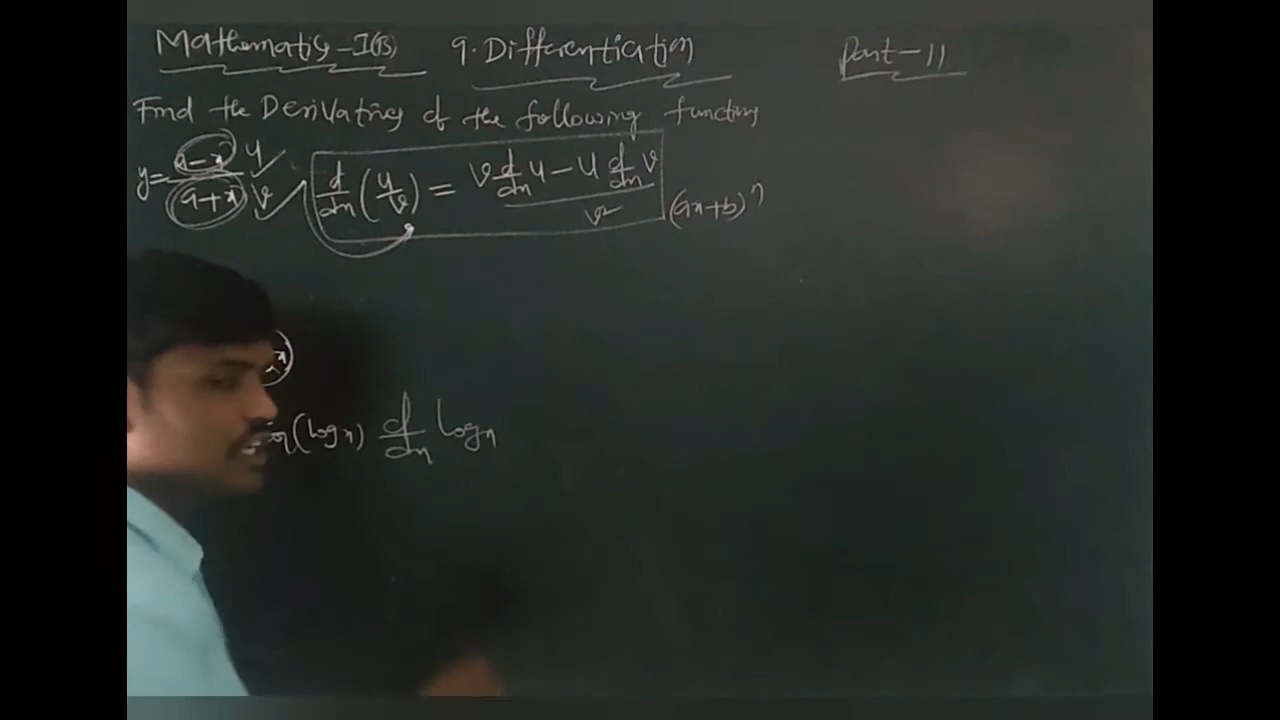 Mathematics-I(B) 9. Differentiation Part-11
Find the Derivatives of the following functions
y = a-x / a+x u v d/dx (u/v) = v d/dx u - u d/dx v / v² (ax+b)
(log x) d/dx log x